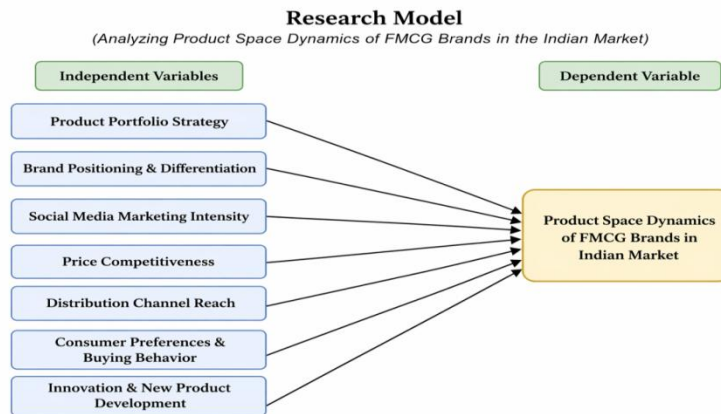 Research Model
(Analyzing Product Space Dynamics of FMCG Brands in the Indian Market)
Independent Variables
Dependent Variable
Product Portfolio Strategy
Brand Positioning & Differentiation
Social Media Marketing Intensity
Price Competitiveness
Distribution Channel Reach
Consumer Preferences &
Buying Behavior
Innovation & New Product
Development
Product Space Dynamics
of FMCG Brands in
Indian Market